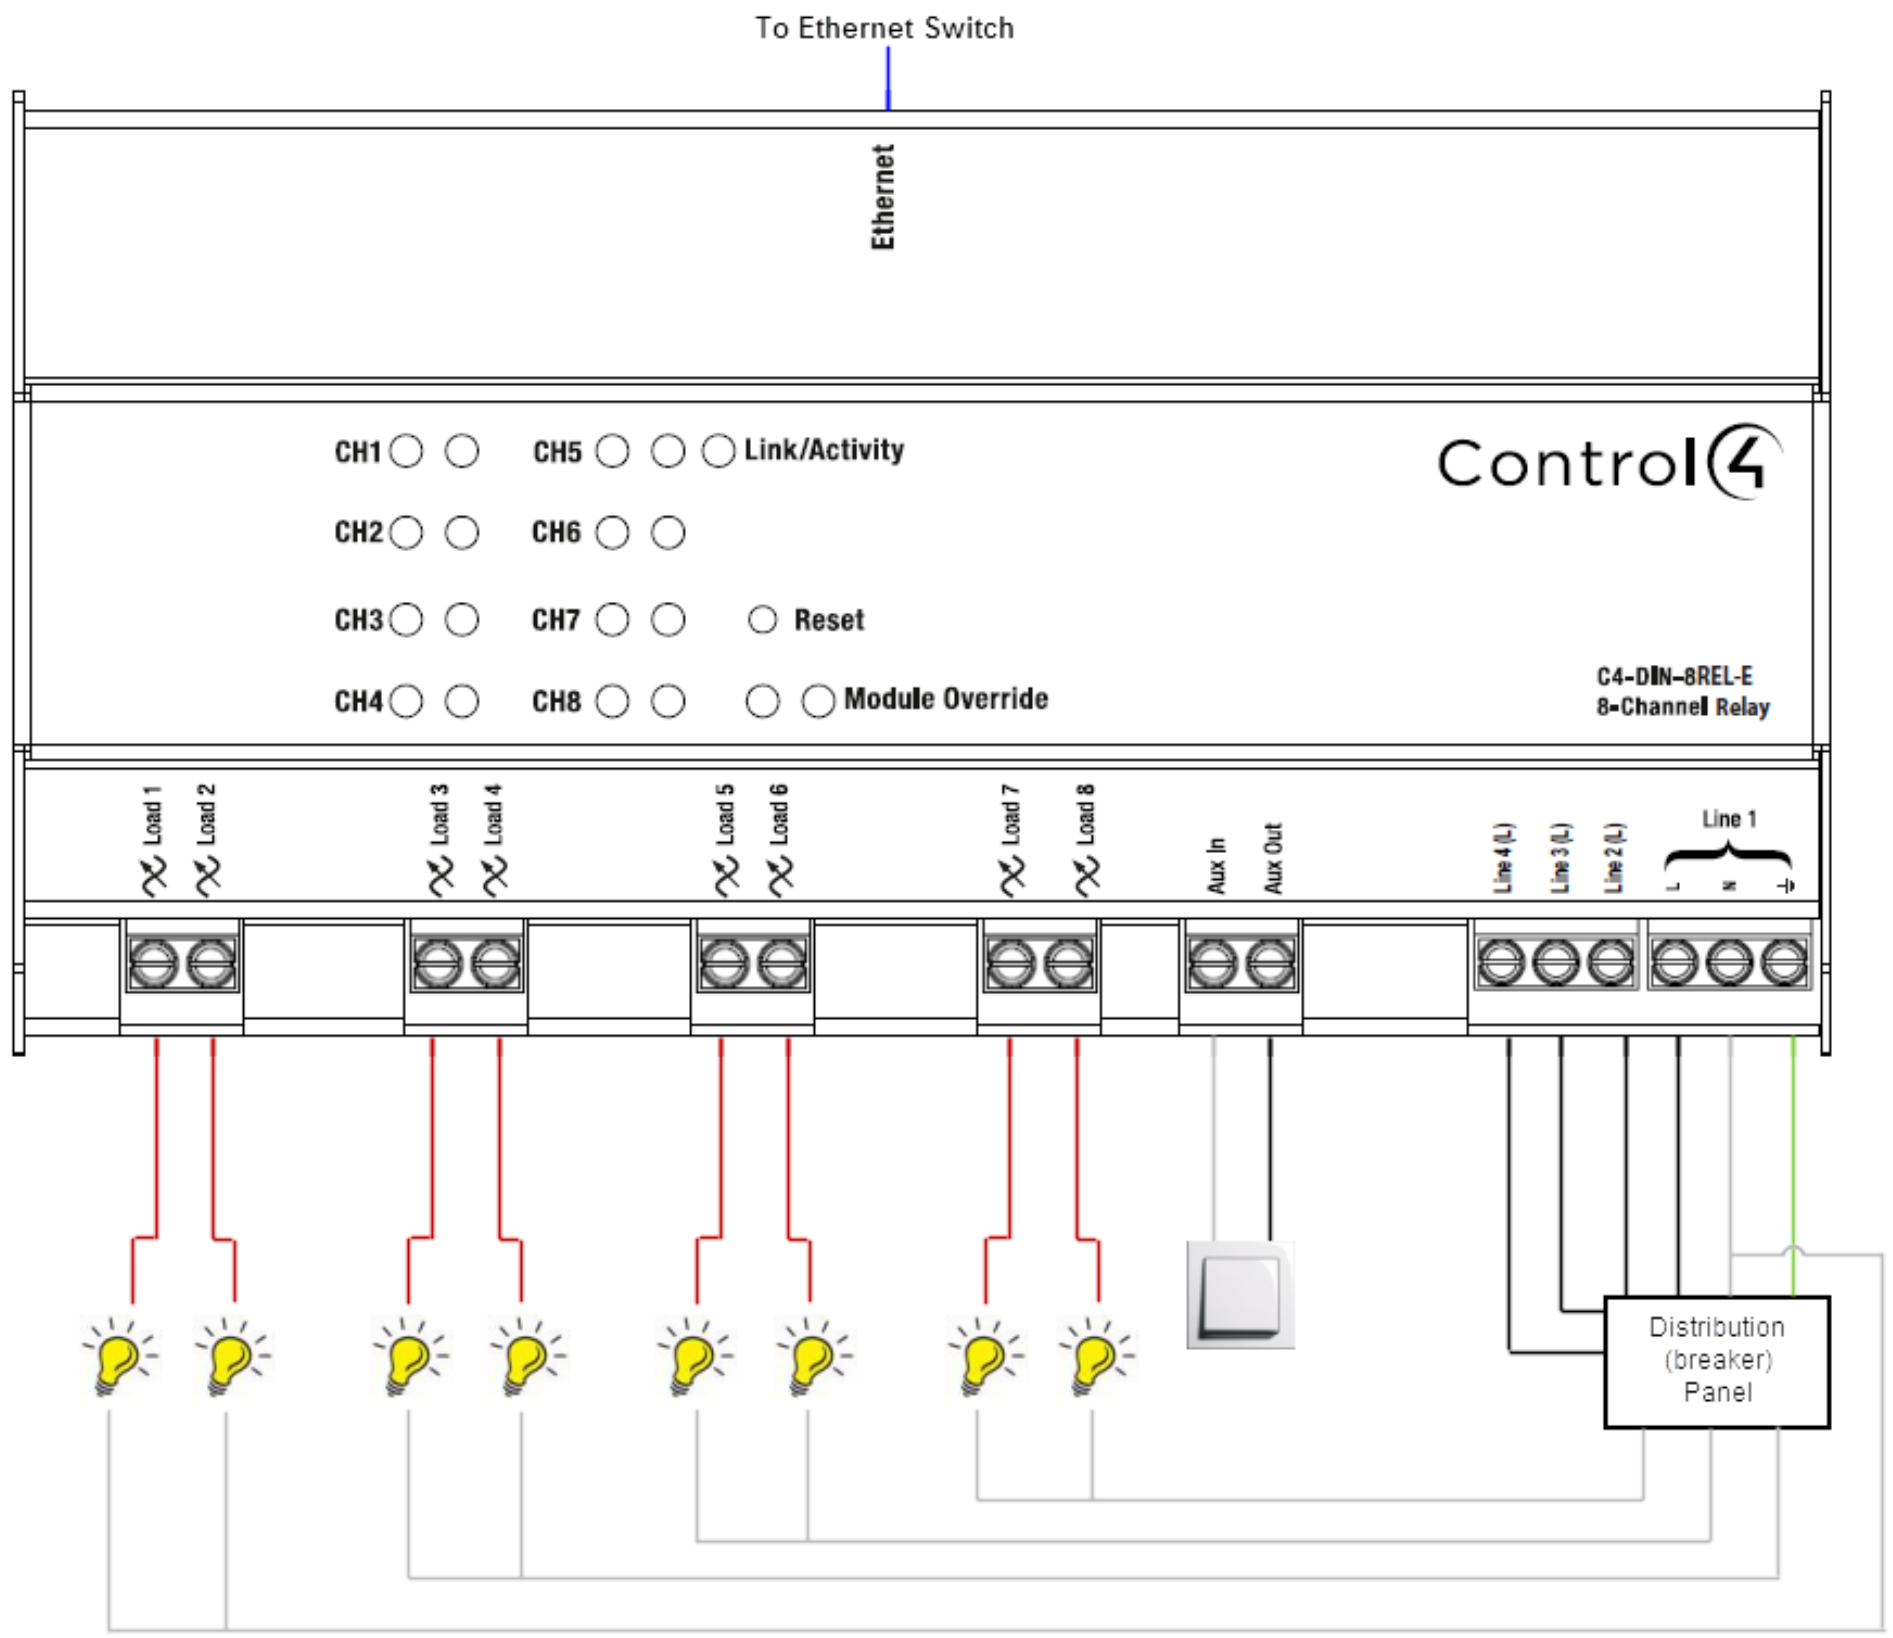 To Ethernet Switch
Ethernet
CH1 CH5 Link/Activity
Control4
CH2 CH6
CH3 CH7 Reset
C4-DIN-8REL-E
CH4 CH8 Module Override
8-Channel Relay
Load 1
Load 2
Load 3
Load 4
Load 5
Load 6
Load 7
Load 8
Aux In
Aux Out
Line 4 (L)
Line 3 (L)
Line 2 (L)
Line 1
L
N
Distribution
(breaker)
Panel